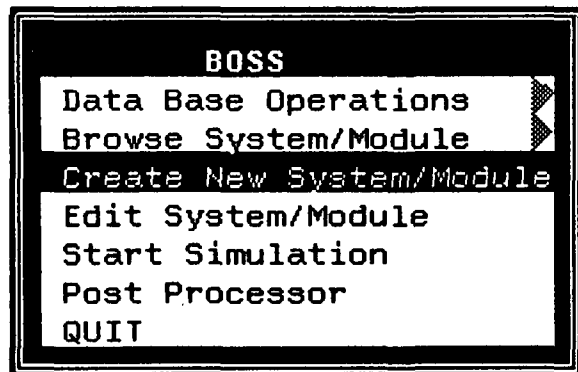 BOSS
Data Base Operations
Browse System/Module
Create New System/Module
Edit System/Module
Start Simulation
Post Processor
QUIT